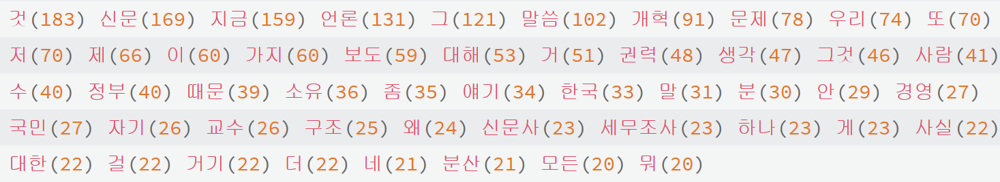 것(183) 신문(169) 지금(159) 언론(131) 그(121) 말씀(102) 개혁(91) 문제(78) 우리(74) 또(70)
저(70) 제(66) 이(60) 가지(60) 보도(59) 대해(53) 거(51) 권력(48) 생각(47) 그것(46) 사람(41)
수(40) 정부(40) 때문(39) 소유(36) 좀(35) 얘기(34) 한국(33) 말(31) 분(30) 안(29) 경영(27)
국민(27) 자기(26) 교수(26) 구조(25) 왜(24) 신문사(23) 세무조사(23) 하나(23) 게(23) 사실(22)
대한(22) 걸(22) 거기(22) 더(22) 네(21) 분산(21) 모든(20) 뭐(20)